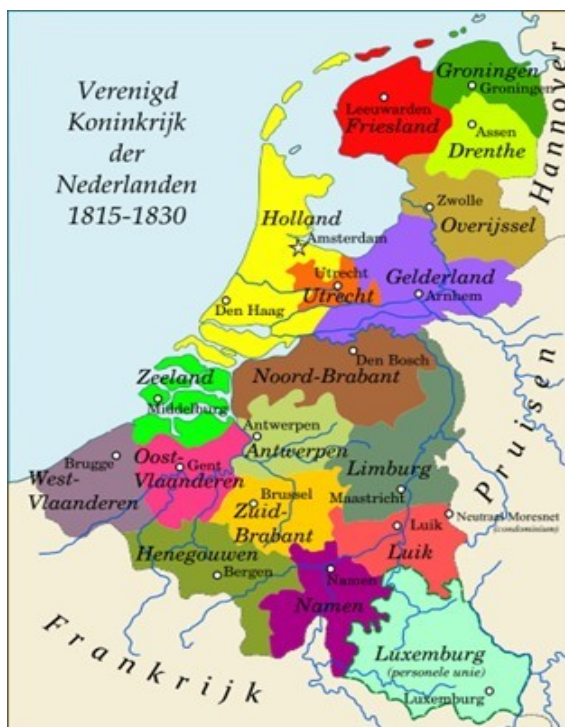 Verenigd
Koninkrijk
der
Nederlanden
1815-1830
Groningen
Groningen
Leeuwarden
Friesland
Assen
Drenthe
Hannover
Zwolle
Overijssel
Holland
Amsterdam
Utrecht
Utrecht
Gelderland
Arnhem
Den Haag
Den Bosch
Noord-Brabant
Zeeland
Middelburg
Pruisen
Antwerpen
Antwerpen
Brugge
West-
Vlaanderen
Oost-
Vlaanderen
Gent
Limburg
Maastricht
Brussel
Zuid-
Brabant
Neutraal Moresnet
(condominium)
Luik
Luik
Henegouwen
Bergen
Namen
Namen
Frankrijk
Luxemburg
(personele unie)
Luxemburg